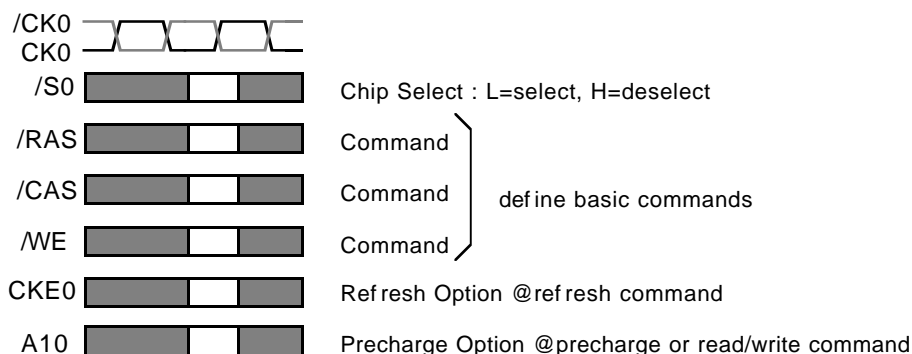 /CK0
CK0
/S0 Chip Select : L=select, H=deselect
/RAS Command
/CAS Command define basic commands
/WE Command
CKE0 Refresh Option @refresh command
A10 Precharge Option @precharge or read/write command